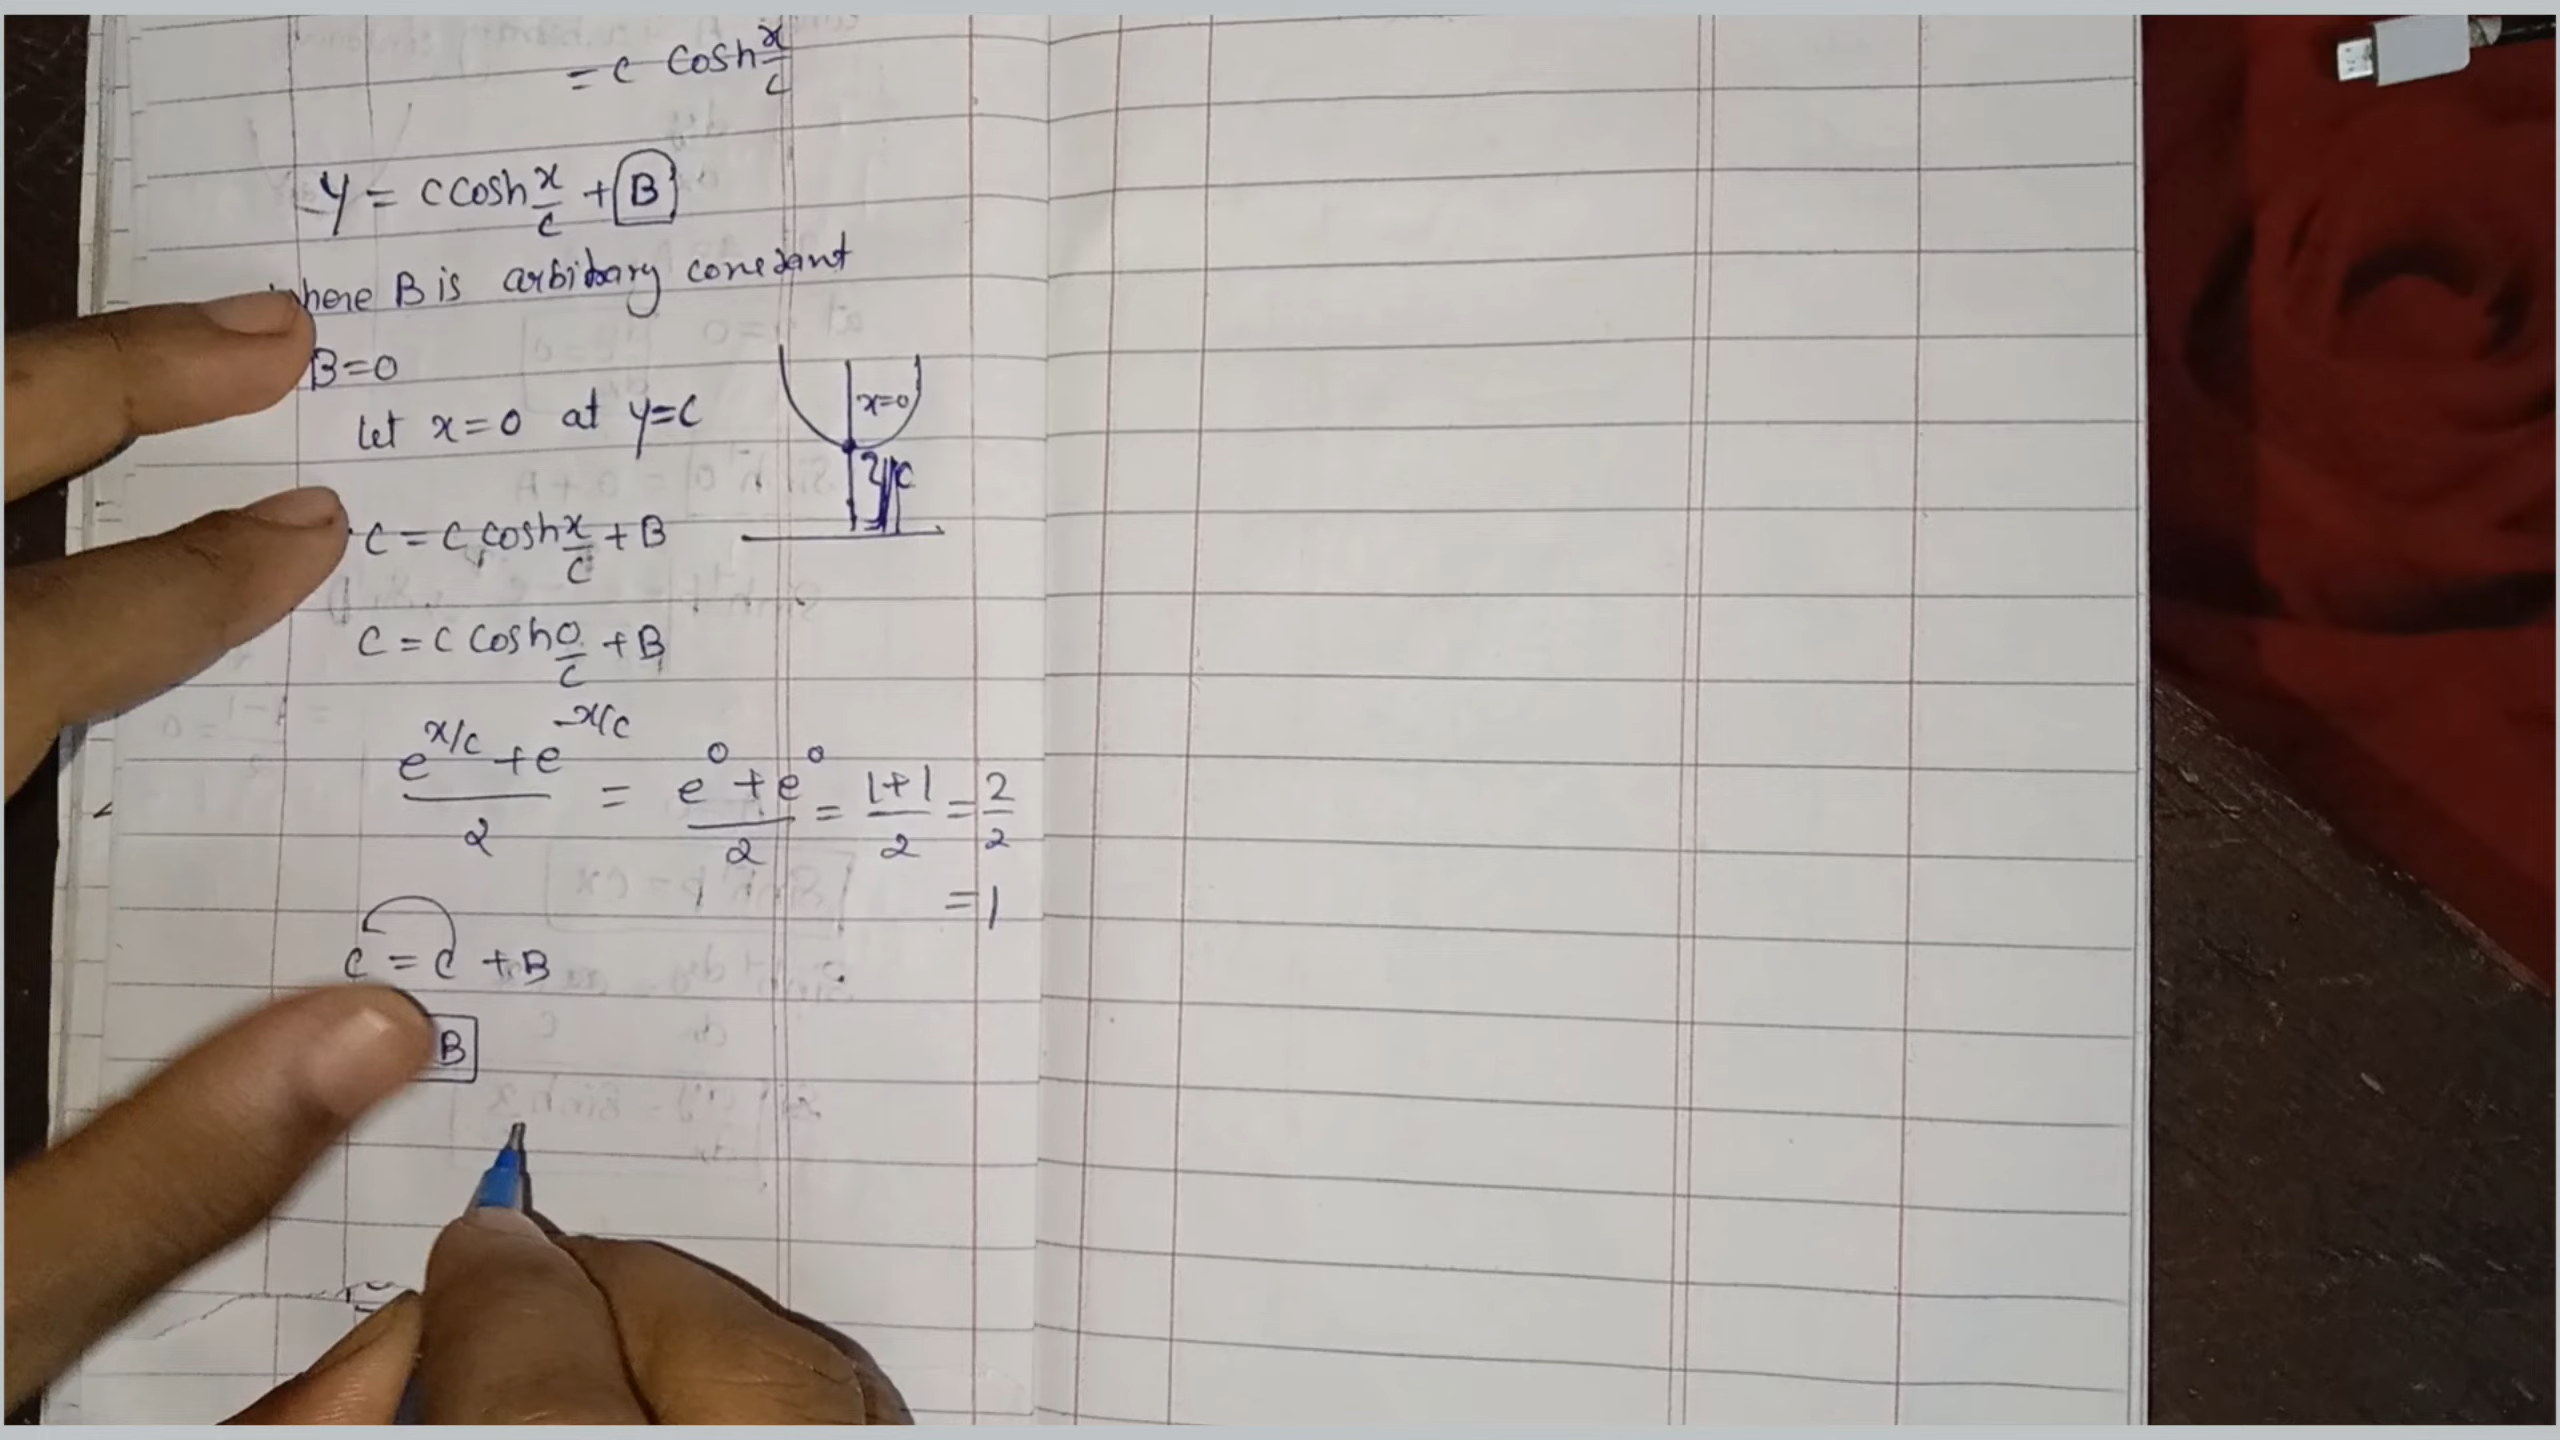 = c cosh x/c
y = c cosh x/c + B
where B is arbitary constant
B=0
let x=0 at y=c
x=0
c = c cosh x/c + B
c = c cosh 0/c + B
e^x/c + e^-x/c / 2 = e^0 + e^0 / 2 = 1+1 / 2 = 2/2
= 1
c = c + B
B